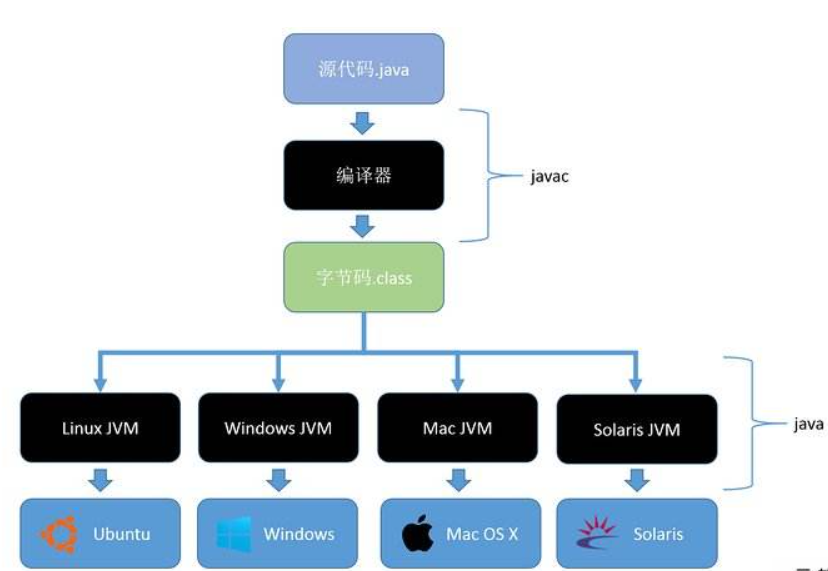 源代码.java
编译器
javac
字节码.class
Linux JVM
Windows JVM
Mac JVM
Solaris JVM
java
Ubuntu
Windows
Mac OS X
Solaris